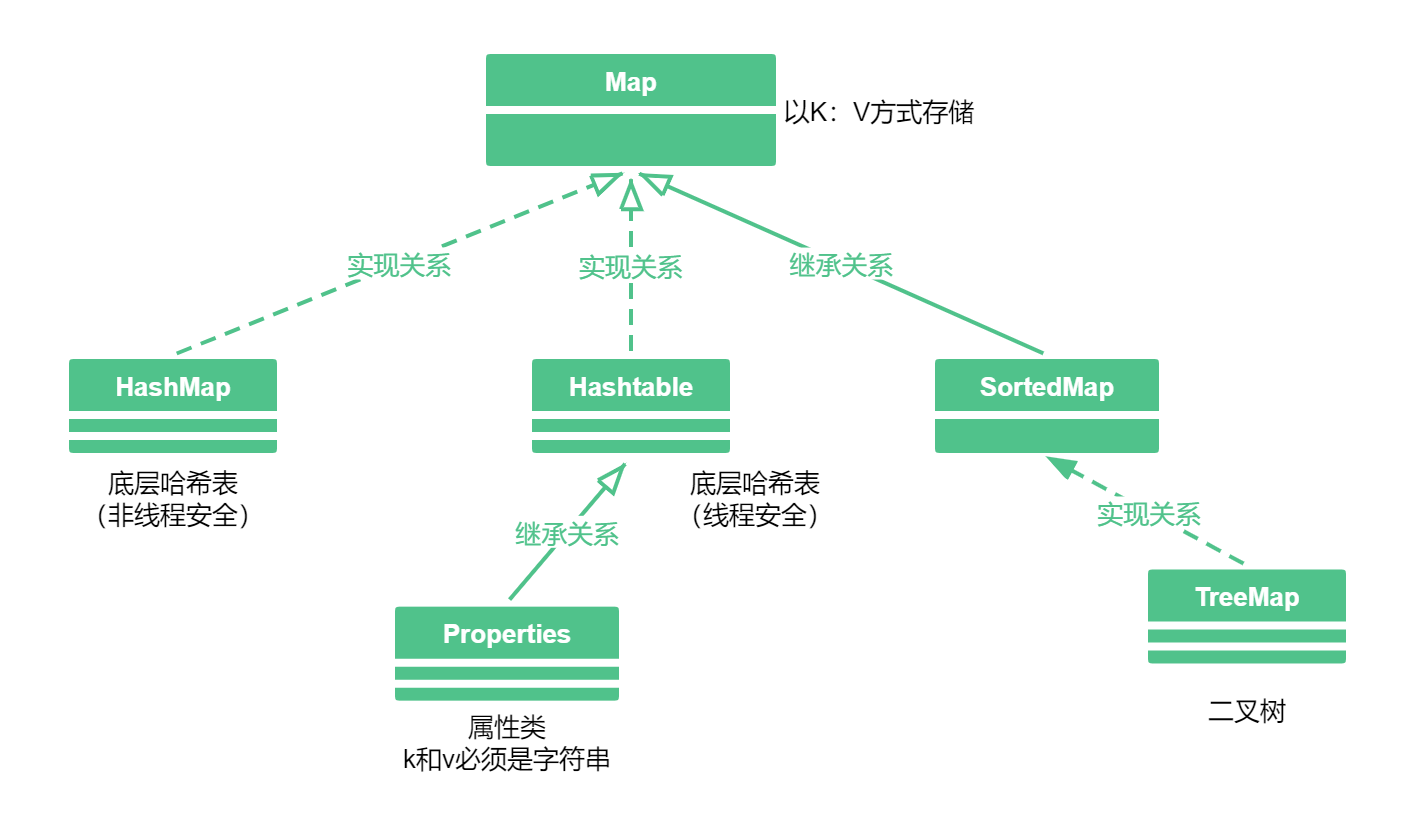 Map
以K：V方式存储
实现关系
实现关系
继承关系
HashMap
Hashtable
SortedMap
底层哈希表
（非线程安全）
底层哈希表
（线程安全）
实现关系
继承关系
TreeMap
Properties
二叉树
属性类
k和v必须是字符串